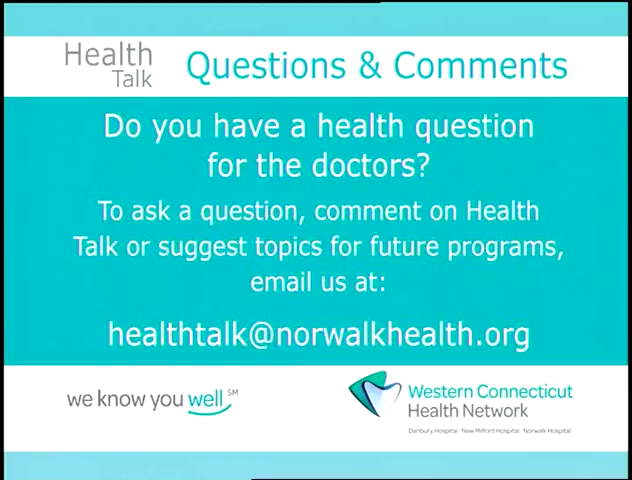 Health
Talk
Questions & Comments
Do you have a health question
for the doctors?
To ask a question, comment on Health
Talk or suggest topics for future programs,
email us at:
healthtalk@norwalkhealth.org
we know you well SM
Western Connecticut
Health Network
Danbury Hospital · New Milford Hospital · Norwalk Hospital